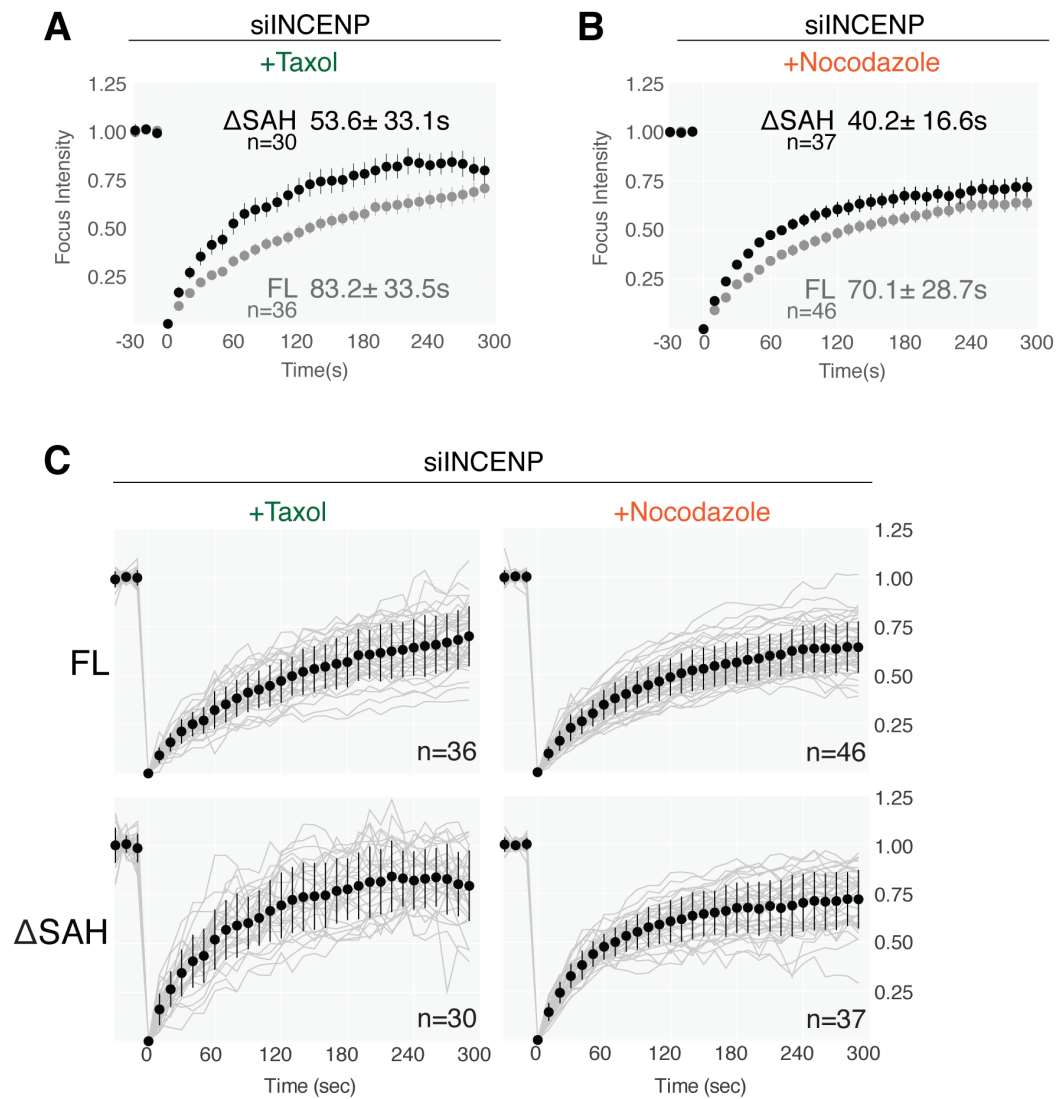 A
siINCENP
+Taxol
1.25
1.00
0.75
0.50
0.25
Focus Intensity
ΔSAH 53.6± 33.1s
n=30
FL 83.2± 33.5s
n=36
-30 0 60 120 180 240 300
Time(s)
B
siINCENP
+Nocodazole
1.25
1.00
0.75
0.50
0.25
Focus Intensity
ΔSAH 40.2± 16.6s
n=37
FL 70.1± 28.7s
n=46
-30 0 60 120 180 240 300
Time(s)
C
siINCENP
+Taxol
+Nocodazole
FL
n=36
n=46
1.25
1.00
0.75
0.50
0.25
ΔSAH
n=30
n=37
1.25
1.00
0.75
0.50
0.25
0 60 120 180 240 300
Time (sec)
0 60 120 180 240 300
Time (sec)